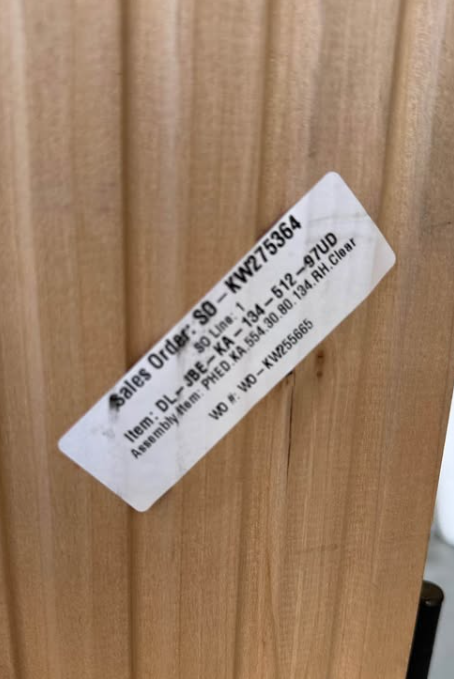 Sales Order: SO - KW275364
SO Line: 1
Item: DL-JBE-KA-134-512-97UD
Assembly Item: PHED.KA.554.30.80.134.RH.Clear
WO #: WO - KW255665